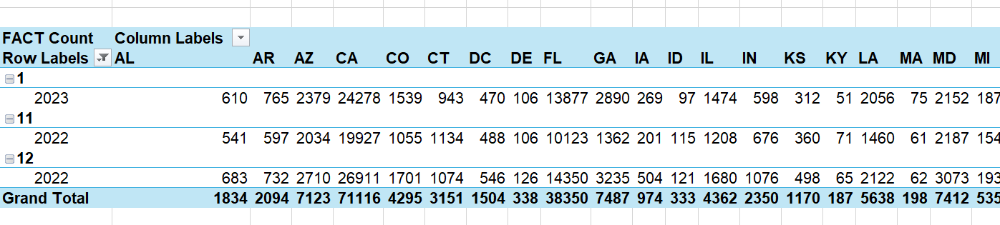 FACT Count Column Labels
Row Labels AL AR AZ CA CO CT DC DE FL GA IA ID IL IN KS KY LA MA MD MI
1
2023 610 765 2379 24278 1539 943 470 106 13877 2890 269 97 1474 598 312 51 2056 75 2152 187
11
2022 541 597 2034 19927 1055 1134 488 106 10123 1362 201 115 1208 676 360 71 1460 61 2187 154
12
2022 683 732 2710 26911 1701 1074 546 126 14350 3235 504 121 1680 1076 498 65 2122 62 3073 193
Grand Total 1834 2094 7123 71116 4295 3151 1504 338 38350 7487 974 333 4362 2350 1170 187 5638 198 7412 535